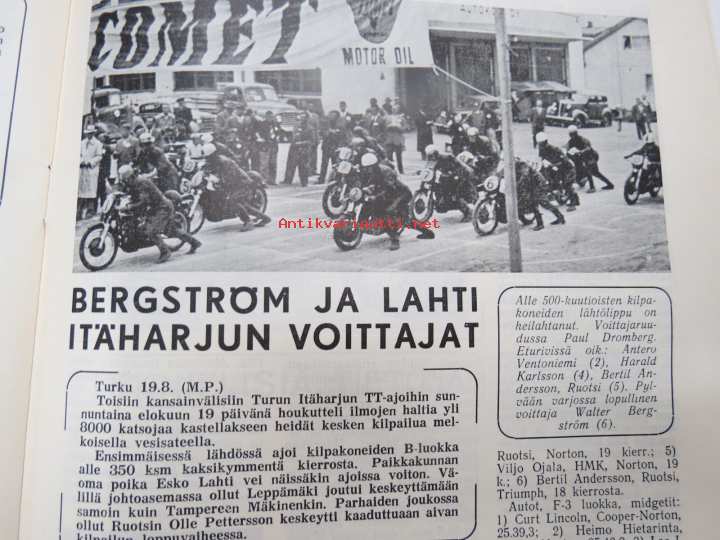 COMET
MOTOR OIL
Antikvariaatti.net
BERGSTRÖM JA LAHTI
ITÄHARJUN VOITTAJAT
Alle 500-kuutioisten kilpa-
koneiden lähtölippu on
heilahtanut. Voittajaruu-
dussa Paul Dromberg.
Eturivissä oik.: Antero
Ventoniemi (2), Harald
Karlsson (4), Bertil An-
dersson, Ruotsi (5). Pyl-
vään varjossa lopullinen
voittaja Walter Berg-
ström (6).
Turku 19.8. (M.P.)
Toisiin kansainvälisiin Turun Itäharjun TT-ajoihin sun-
nuntaina elokuun 19 päivänä houkutteli ilmojen haltia yli
8000 katsojaa kastellakseen heidät kesken kilpailua mel-
koisella vesisateella.
Ensimmäisessä lähdössä ajoi kilpakoneiden B-luokka
alle 350 ksm kaksikymmentä kierrosta. Paikkakunnan
oma poika Esko Lahti vei näissäkin ajoissa voiton. Vä-
lillä johtoasemassa ollut Leppämäki joutui keskeyttämään
samoin kuin Tampereen Mäkinenkin. Parhaiden joukossa
ollut Ruotsin Olle Pettersson keskeytti kaaduttuaan aivan
kilpailun loppuvaiheessa.
Ruotsi, Norton, 19 kierr.; 5)
Viljo Ojala, HMK, Norton, 19
k.; 6) Bertil Andersson, Ruotsi,
Triumph, 18 kierrosta.
Autot, F-3 luokka, midgetit:
1) Curt Lincoln, Cooper-Norton,
25.39,3; 2) Heimo Hietarinta,